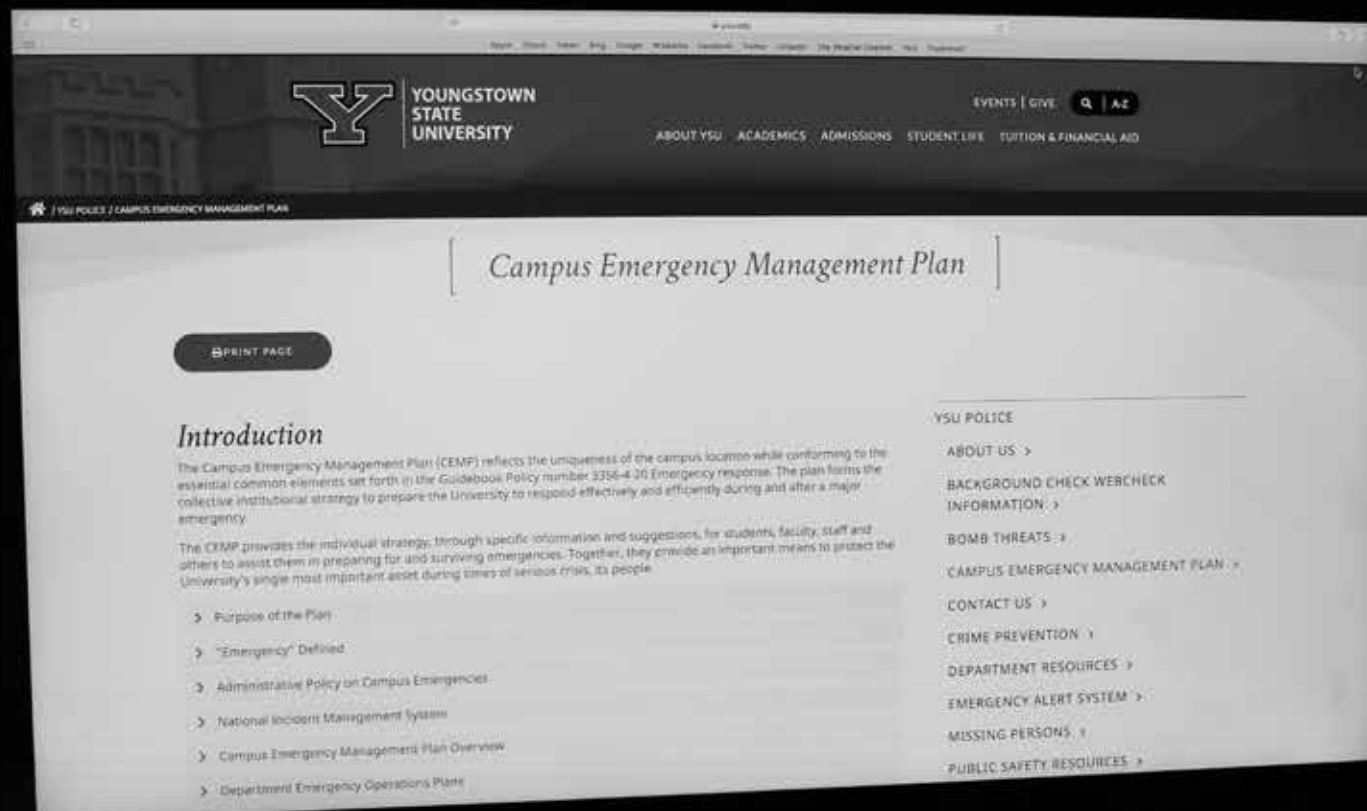 YOUNGSTOWN
STATE
UNIVERSITY
EVENTS | GIVE
A-Z
ABOUT YSU ACADEMICS ADMISSIONS STUDENT LIFE TUITION & FINANCIAL AID
/ YSU POLICE / CAMPUS EMERGENCY MANAGEMENT PLAN
Campus Emergency Management Plan
PRINT PAGE
Introduction
The Campus Emergency Management Plan (CEMP) reflects the uniqueness of the campus location while conforming to the
essential common elements set forth in the Guidebook Policy number 3356-4-20 Emergency response. The plan forms the
collective institutional strategy to prepare the University to respond effectively and efficiently during and after a major
emergency.
The CEMP provides the individual strategy, through specific information and suggestions, for students, faculty, staff and
others to assist them in preparing for and surviving emergencies. Together, they provide an important means to protect the
University's single most important asset during times of serious crisis, its people.
Purpose of the Plan
"Emergency" Defined
Administrative Policy on Campus Emergencies
National Incident Management System
Campus Emergency Management Plan Overview
Department Emergency Operations Plans
YSU POLICE
ABOUT US >
BACKGROUND CHECK WEBCHECK
INFORMATION >
BOMB THREATS >
CAMPUS EMERGENCY MANAGEMENT PLAN >
CONTACT US >
CRIME PREVENTION >
DEPARTMENT RESOURCES >
EMERGENCY ALERT SYSTEM >
MISSING PERSONS >
PUBLIC SAFETY RESOURCES >